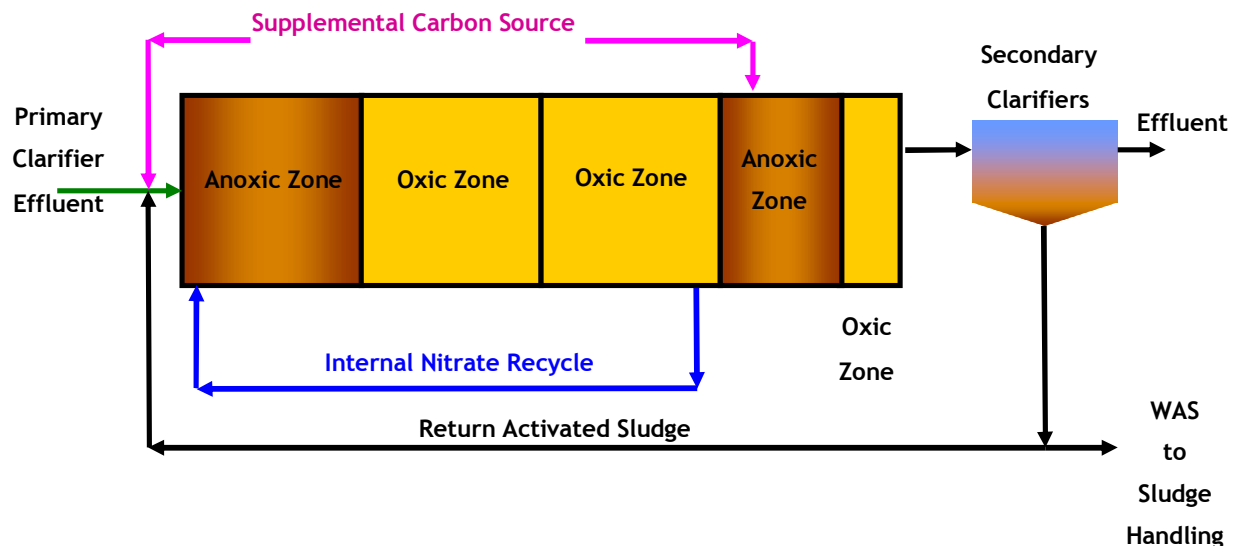 Supplemental Carbon Source
Secondary
Clarifiers
Primary
Clarifier
Effluent
Effluent
Anoxic Zone
Oxic Zone
Oxic Zone
Anoxic
Zone
Oxic
Zone
Internal Nitrate Recycle
Return Activated Sludge
WAS
to
Sludge
Handling